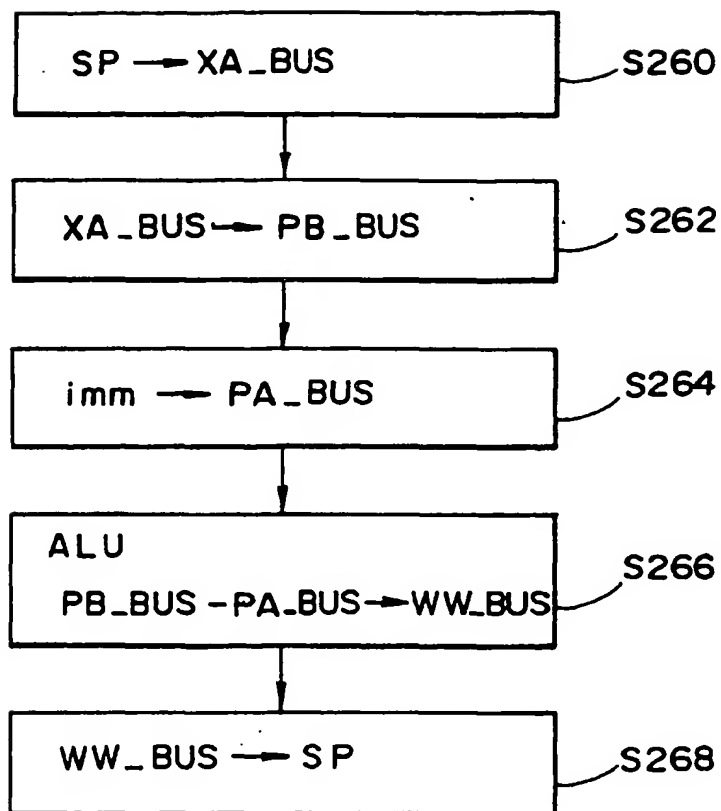 SP → XA_BUS
S260
XA_BUS → PB_BUS
S262
imm → PA_BUS
S264
ALU
PB_BUS - PA_BUS → WW_BUS
S266
WW_BUS → SP
S268